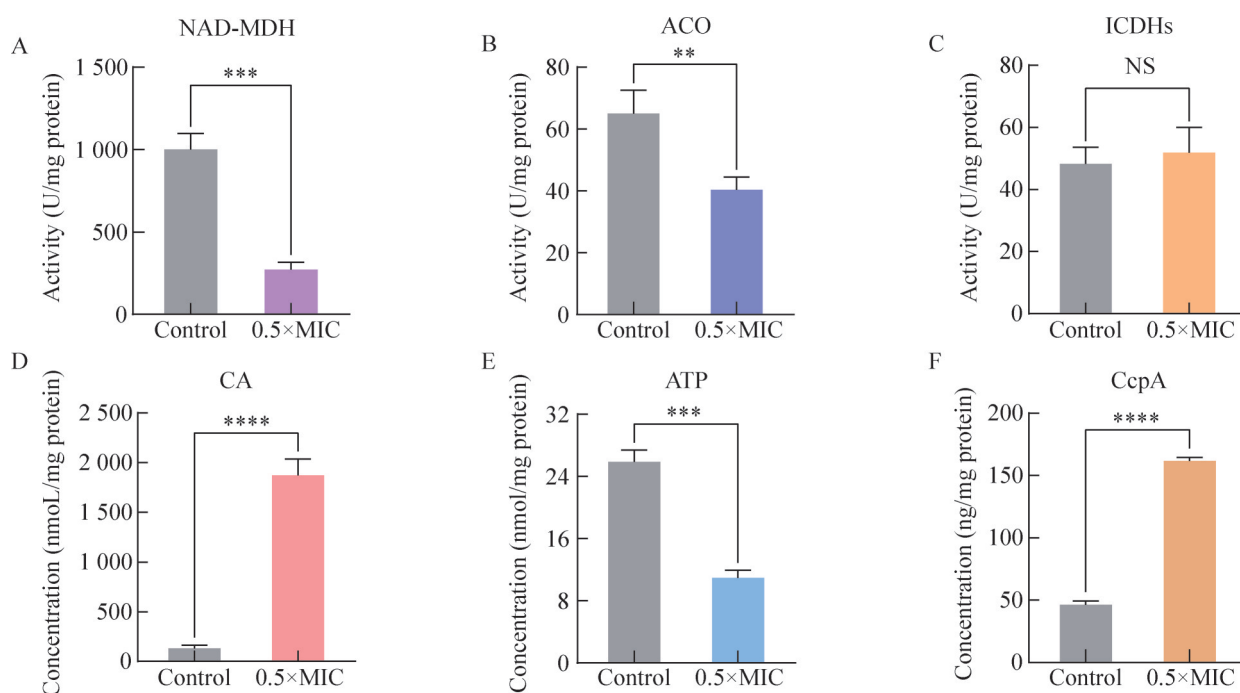 A
NAD-MDH
Activity (U/mg protein)
1 500
1 000
500
0
***
Control
0.5×MIC
B
ACO
Activity (U/mg protein)
80
60
40
20
0
**
Control
0.5×MIC
C
ICDHs
Activity (U/mg protein)
80
60
40
20
0
NS
Control
0.5×MIC
D
CA
Concentration (nmoL/mg protein)
2 500
2 000
1 500
1 000
500
0
****
Control
0.5×MIC
E
ATP
Concentration (nmol/mg protein)
32
24
16
8
0
***
Control
0.5×MIC
F
CcpA
Concentration (ng/mg protein)
200
150
100
50
0
****
Control
0.5×MIC